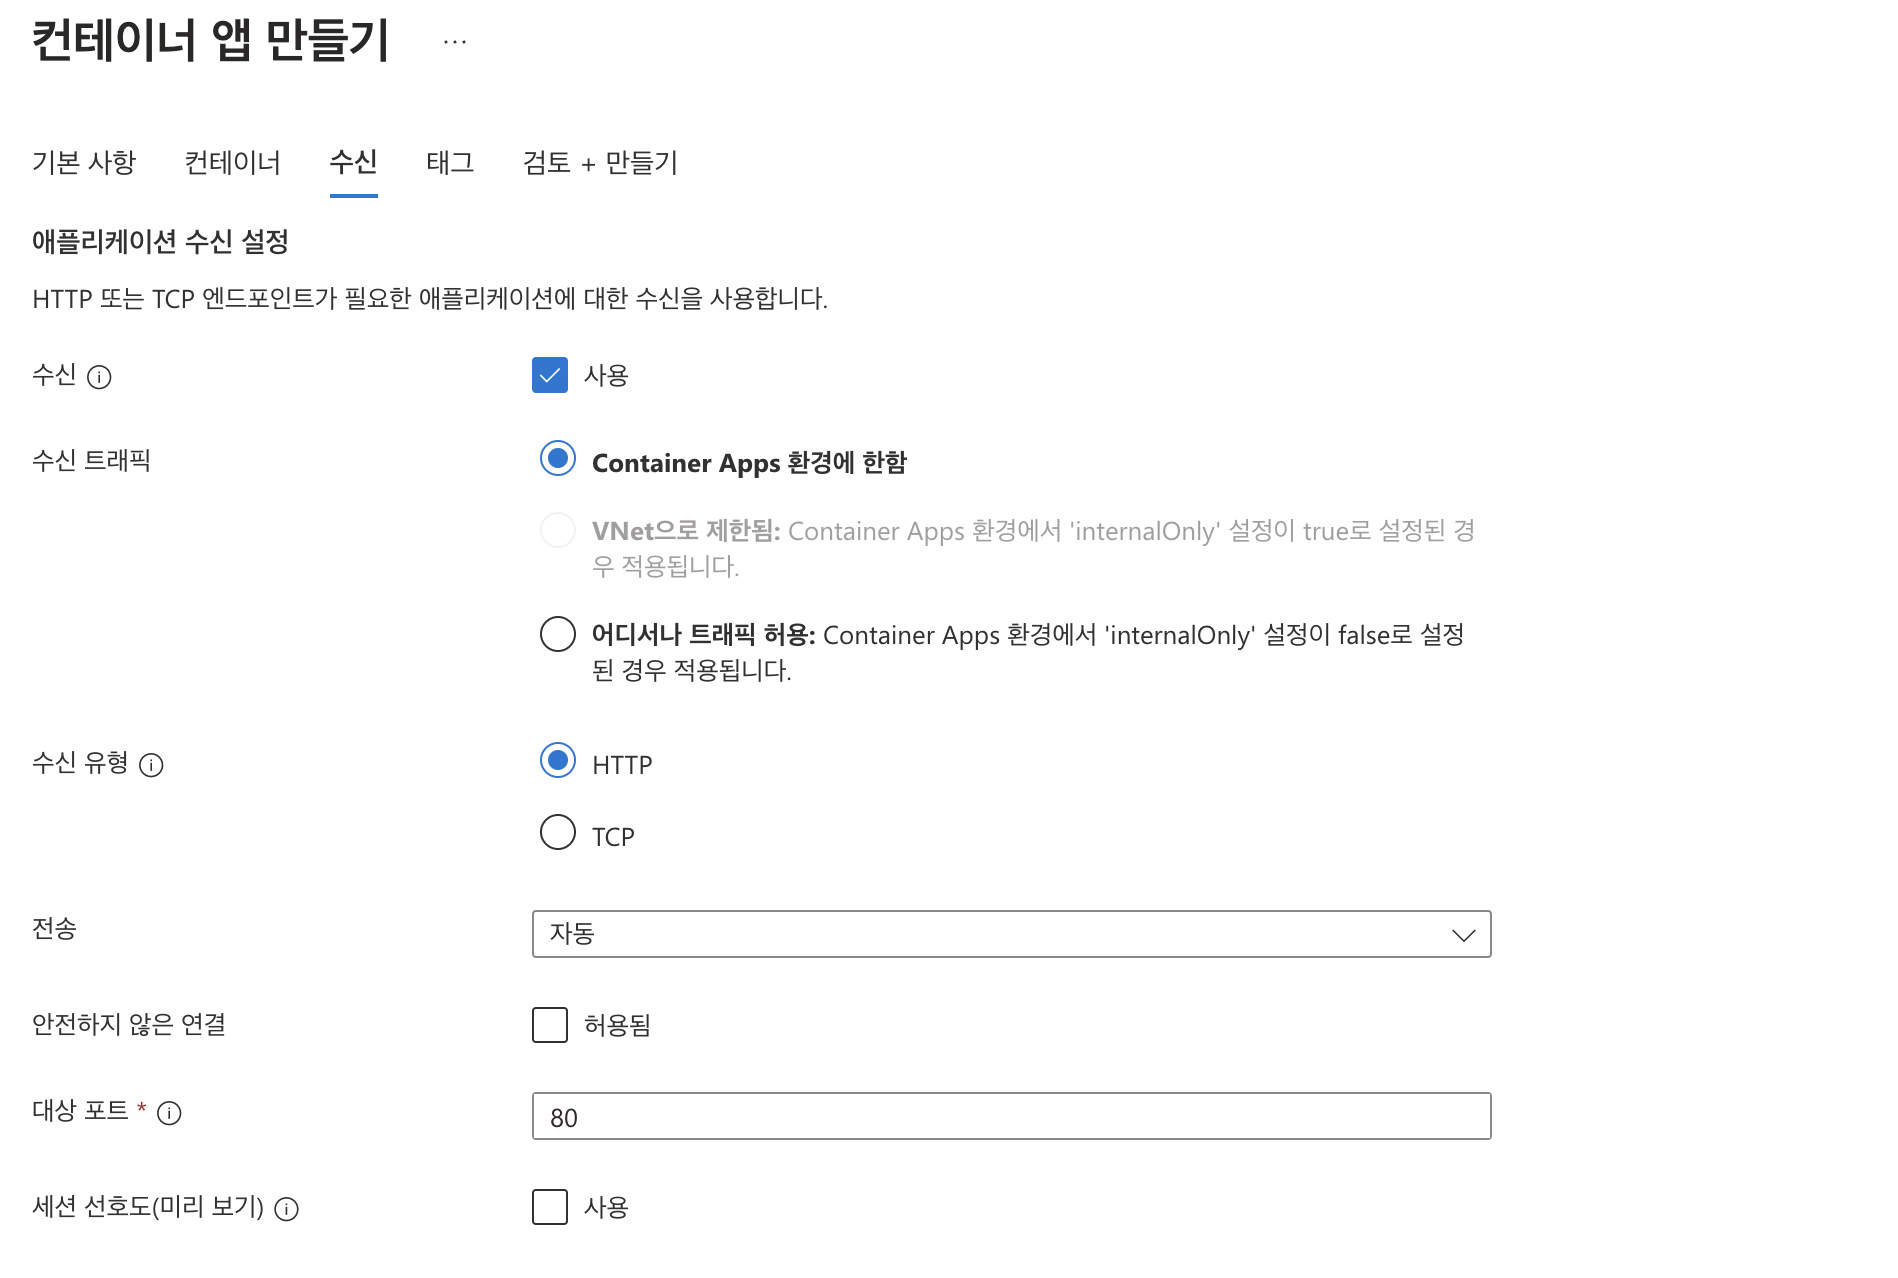 컨테이너 앱 만들기 ...
기본 사항 컨테이너 수신 태그 검토 + 만들기
애플리케이션 수신 설정
HTTP 또는 TCP 엔드포인트가 필요한 애플리케이션에 대한 수신을 사용합니다.
수신 사용
수신 트래픽 Container Apps 환경에 한함
VNet으로 제한됨: Container Apps 환경에서 'internalOnly' 설정이 true로 설정된 경
우 적용됩니다.
어디서나 트래픽 허용: Container Apps 환경에서 'internalOnly' 설정이 false로 설정
된 경우 적용됩니다.
수신 유형 HTTP
TCP
전송 자동
안전하지 않은 연결 허용됨
대상 포트 * 80
세션 선호도(미리 보기) 사용